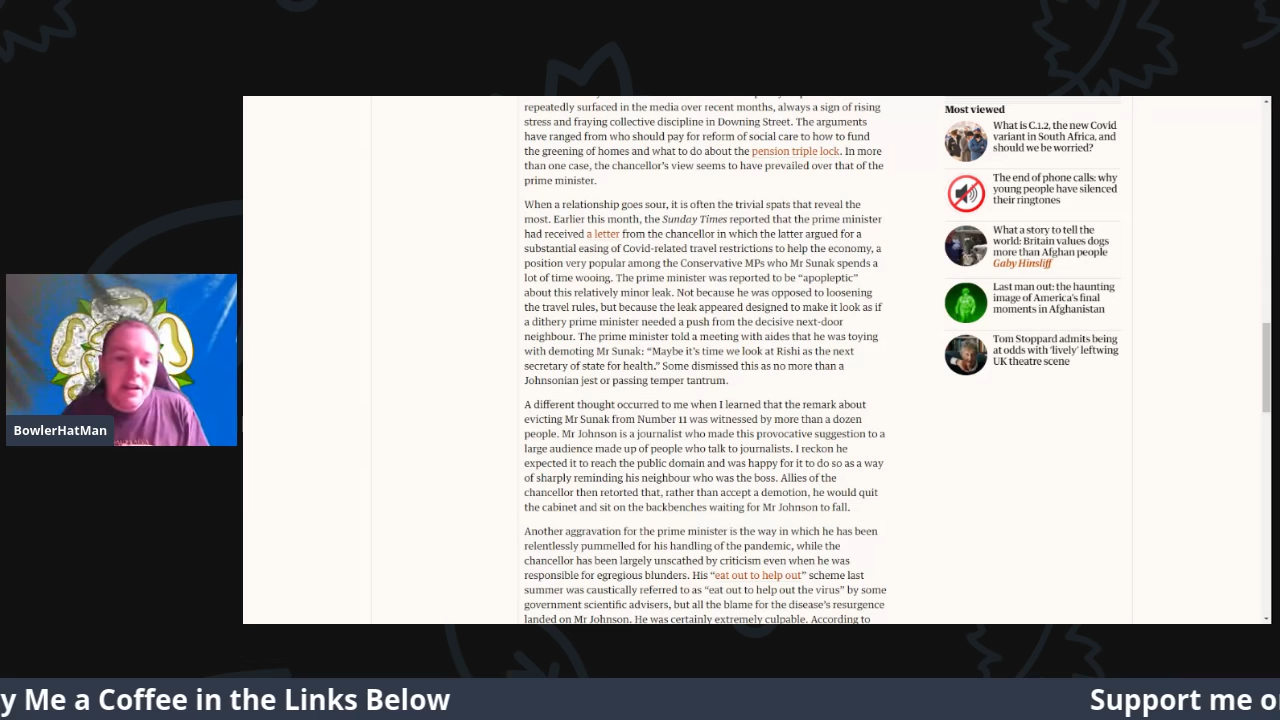 repeatedly surfaced in the media over recent months, always a sign of rising
stress and fraying collective discipline in Downing Street. The arguments
have ranged from who should pay for reform of social care to how to fund
the greening of homes and what to do about the pension triple lock. In more
than one case, the chancellor's view seems to have prevailed over that of the
prime minister.
When a relationship goes sour, it is often the trivial spats that reveal the
most. Earlier this month, the Sunday Times reported that the prime minister
had received a letter from the chancellor in which the latter argued for a
substantial easing of Covid-related travel restrictions to help the economy, a
position very popular among the Conservative MPs who Mr Sunak spends a
lot of time wooing. The prime minister was reported to be “apopleptic”
about this relatively minor leak. Not because he was opposed to loosening
the travel rules, but because the leak appeared designed to make it look as if
a dithery prime minister needed a push from the decisive next-door
neighbour. The prime minister told a meeting with aides that he was toying
with demoting Mr Sunak: “Maybe it's time we look at Rishi as the next
secretary of state for health.” Some dismissed this as no more than a
Johnsonian jest or passing temper tantrum.
A different thought occurred to me when I learned that the remark about
evicting Mr Sunak from Number 11 was witnessed by more than a dozen
people. Mr Johnson is a journalist who made this provocative suggestion to a
large audience made up of people who talk to journalists. I reckon he
expected it to reach the public domain and was happy for it to do so as a way
of sharply reminding his neighbour who was the boss. Allies of the
chancellor then retorted that, rather than accept a demotion, he would quit
the cabinet and sit on the backbenches waiting for Mr Johnson to fall.
Another aggravation for the prime minister is the way in which he has been
relentlessly pummelled for his handling of the pandemic, while the
chancellor has been largely unscathed by criticism even when he was
responsible for egregious blunders. His “eat out to help out” scheme last
summer was caustically referred to as “eat out to help out the virus” by some
government scientific advisers, but all the blame for the disease's resurgence
landed on Mr Johnson. He was certainly extremely culpable. According to
Most viewed
What is C.1.2, the new Covid
variant in South Africa, and
should we be worried?
The end of phone calls: why
young people have silenced
their ringtones
What a story to tell the
world: Britain values dogs
more than Afghan people
Gaby Hinsliff
Last man out: the haunting
image of America's final
moments in Afghanistan
Tom Stoppard admits being
at odds with 'lively' leftwing
UK theatre scene
BowlerHatMan
y Me a Coffee in the Links Below
Support me o